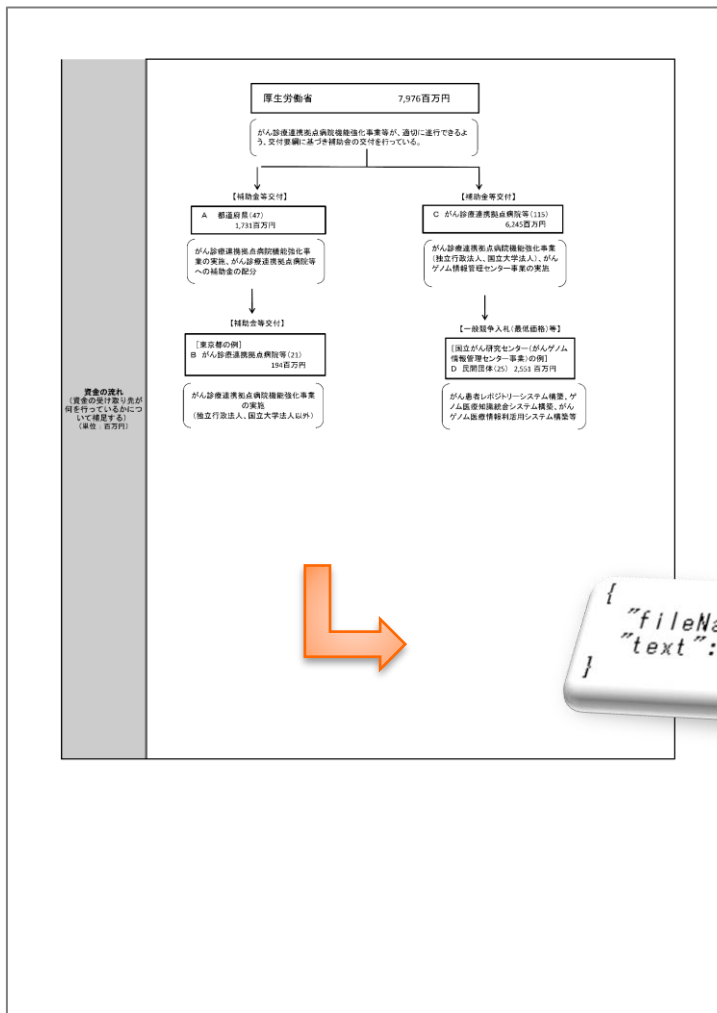 厚生労働省 7,976百万円
がん診療連携拠点病院機能強化事業等が、適切に遂行できるよ
う、交付要綱に基づき補助金の交付を行っている。
【補助金等交付】
A 都道府県(47)
1,731百万円
がん診療連携拠点病院機能強化事
業の実施、がん診療連携拠点病院等
への補助金の配分
【補助金等交付】
[東京都の例]
B がん診療連携拠点病院等(21)
194百万円
がん診療連携拠点病院機能強化事業
の実施
(独立行政法人、国立大学法人以外)
【補助金等交付】
C がん診療連携拠点病院等(115)
6,245百万円
がん診療連携拠点病院機能強化事業
(独立行政法人、国立大学法人)、がん
ゲノム情報管理センター事業の実施
【一般競争入札(最低価格)等】
[国立がん研究センター(がんゲノム
情報管理センター事業)の例]
D 民間団体(25) 2,551 百万円
がん患者レポジトリーシステム構築、ゲ
ノム医療知識統合システム構築、がん
ゲノム医療情報利活用システム構築等
資金の流れ
(資金の受け取り先が
何を行っているかにつ
いて補足する)
(単位：百万円)
{
"fileNa
"text":
}